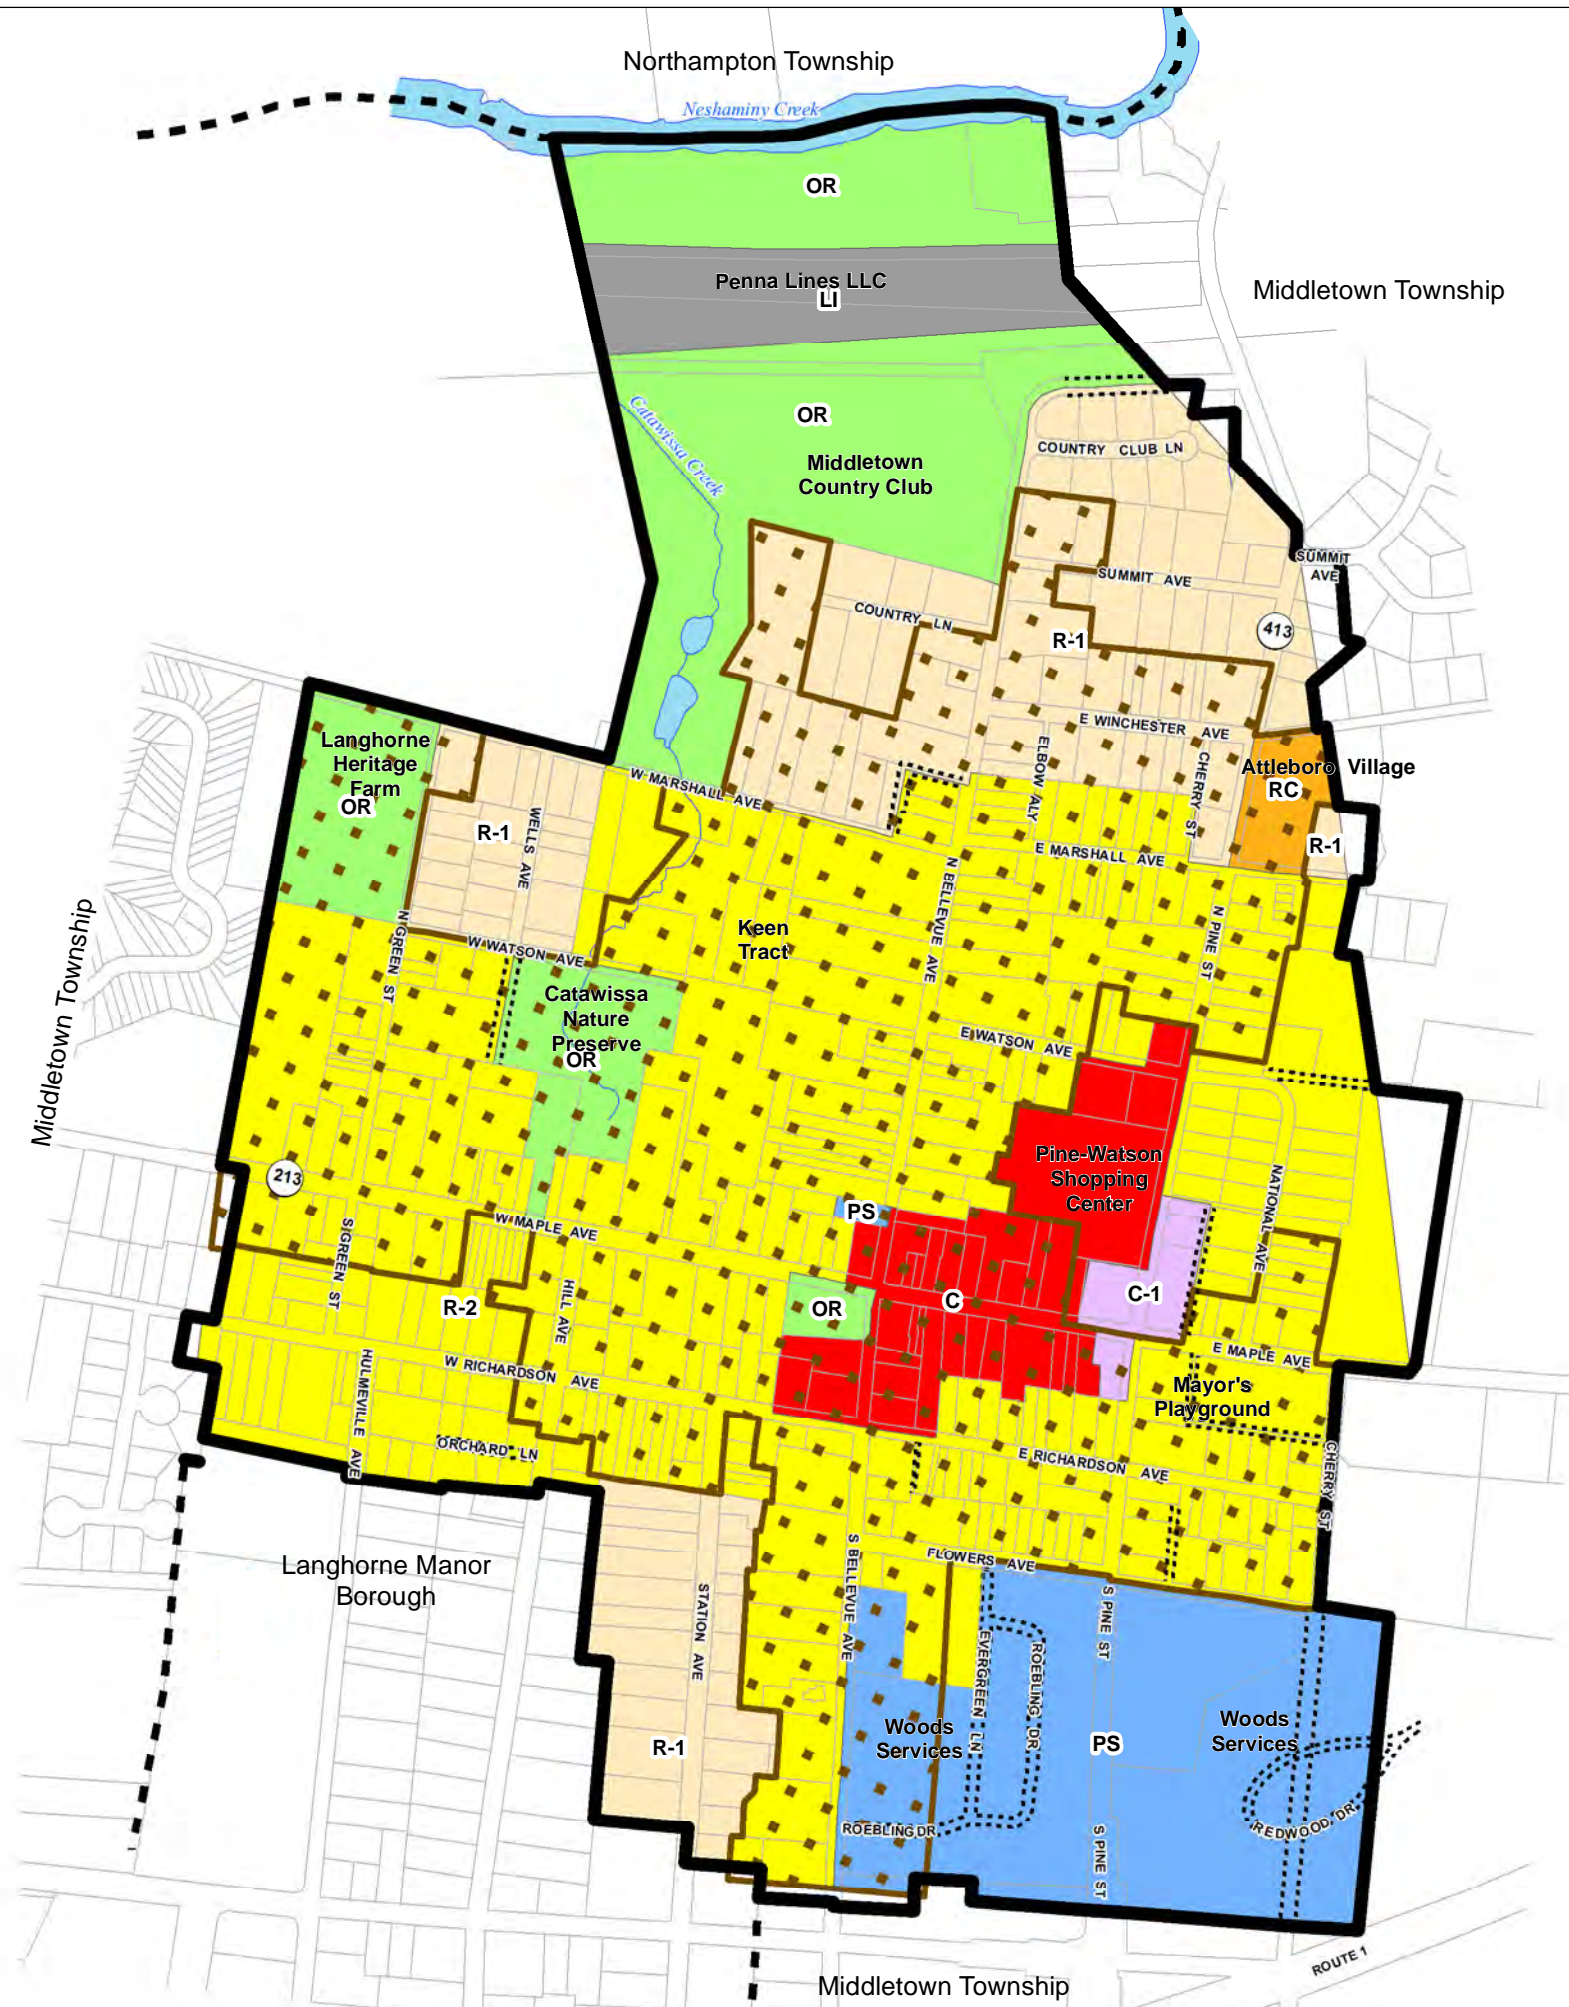 Northampton Township
Neshaminy Creek
OR
Penna Lines LLC
LI
Middletown Township
Catawissa Creek
OR
Middletown
Country Club
COUNTRY CLUB LN
SUMMIT
AVE
SUMMIT AVE
COUNTRY LN
R-1
413
E WINCHESTER AVE
Langhorne
Heritage
Farm
OR
W MARSHALL AVE
ELBOW ALY
CHERRY ST
Attleboro Village
RC
R-1
WELLS AVE
R-1
E MARSHALL AVE
N BELLEVUE AVE
N PINE ST
Middletown Township
N GREEN ST
W WATSON AVE
Keen
Tract
Catawissa
Nature
Preserve
OR
E WATSON AVE
Pine-Watson
Shopping
Center
213
NATIONAL AVE
PS
W MAPLE AVE
S GREEN ST
R-2
HILL AVE
OR
C
C-1
E MAPLE AVE
HULMEVILLE AVE
W RICHARDSON AVE
Mayor's
Playground
ORCHARD LN
E RICHARDSON AVE
CHERRY ST
Langhorne Manor
Borough
S BELLEVUE AVE
FLOWERS AVE
STATION AVE
S PINE ST
EVERGREEN LN
ROEBLING DR
R-1
Woods
Services
PS
Woods
Services
ROEBLING DR
REDWOOD DR
S PINE ST
ROUTE 1
Middletown Township